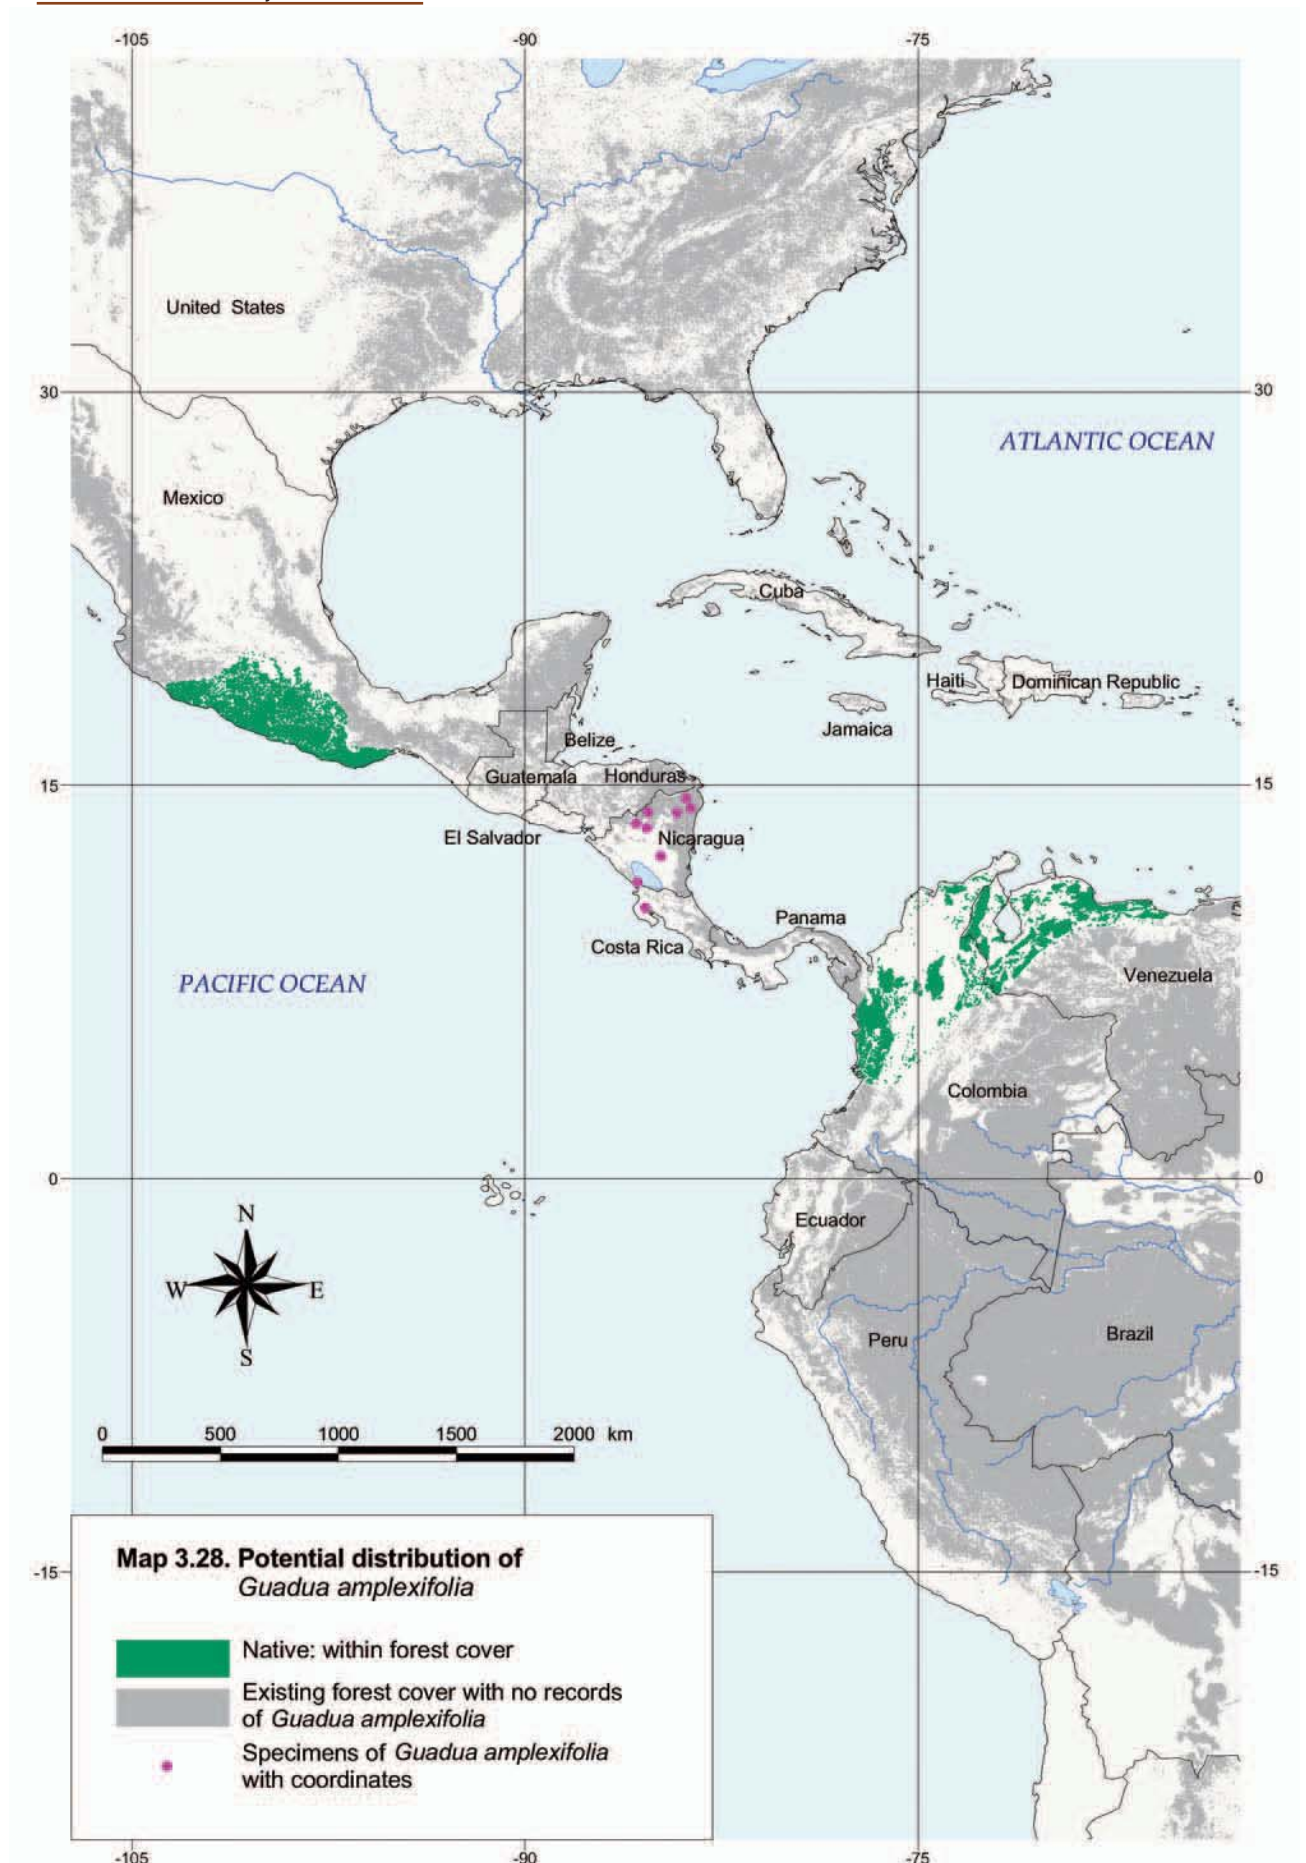 -105 -90 -75
United States
30 30
ATLANTIC OCEAN
Mexico
Cuba
Haiti Dominican Republic
Jamaica
Belize
Guatemala Honduras
15 15
El Salvador Nicaragua
Panama
Costa Rica
PACIFIC OCEAN Venezuela
Colombia
0 0
N
Ecuador
W E
Peru Brazil
S
0 500 1000 1500 2000 km
Map 3.28. Potential distribution of
Guadua amplexifolia
-15 -15
Native: within forest cover
Existing forest cover with no records
of Guadua amplexifolia
Specimens of Guadua amplexifolia
with coordinates
-105 -90 -75